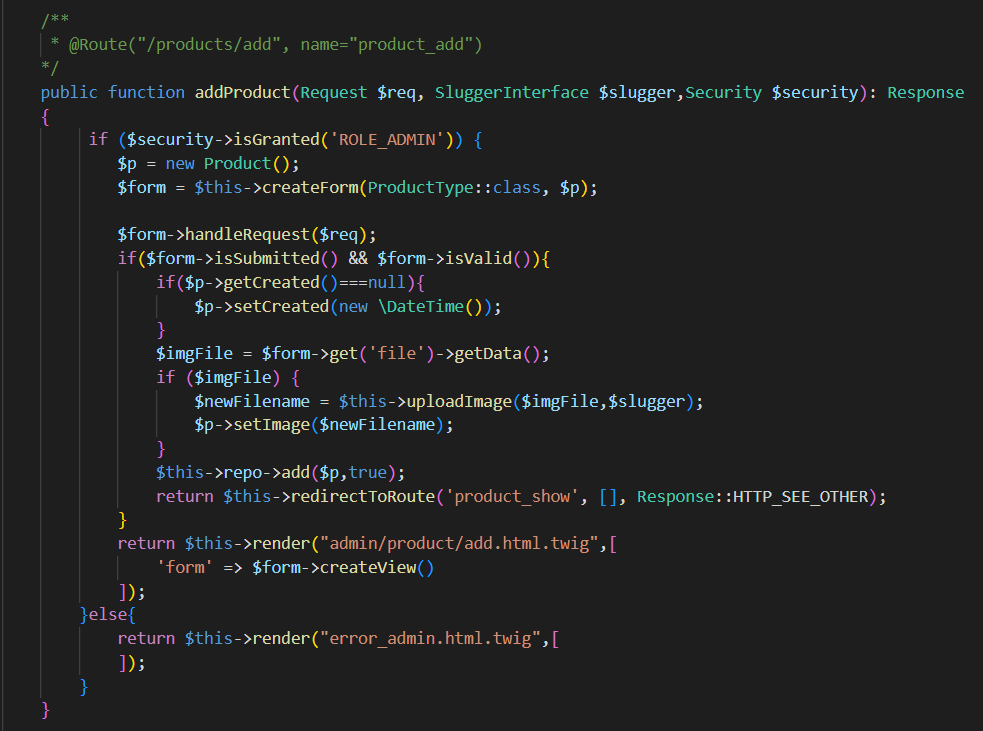 /**
 * @Route("/products/add", name="product_add")
*/
public function addProduct(Request $req, SluggerInterface $slugger,Security $security): Response
{
     if ($security->isGranted('ROLE_ADMIN')) {
        $p = new Product();
        $form = $this->createForm(ProductType::class, $p);

        $form->handleRequest($req);
        if($form->isSubmitted() && $form->isValid()){
            if($p->getCreated()===null){
                $p->setCreated(new \DateTime());
            }
            $imgFile = $form->get('file')->getData();
            if ($imgFile) {
                $newFilename = $this->uploadImage($imgFile,$slugger);
                $p->setImage($newFilename);
            }
            $this->repo->add($p,true);
            return $this->redirectToRoute('product_show', [], Response::HTTP_SEE_OTHER);
        }
        return $this->render("admin/product/add.html.twig",[
            'form' => $form->createView()
        ]);
    }else{
        return $this->render("error_admin.html.twig",[
        ]);
    }
}